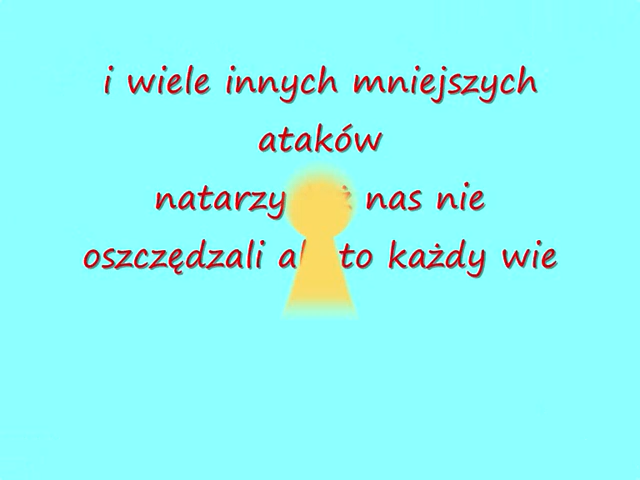 i wiele innych mniejszych
ataków
nas nie
oszczędzali to każdy wie